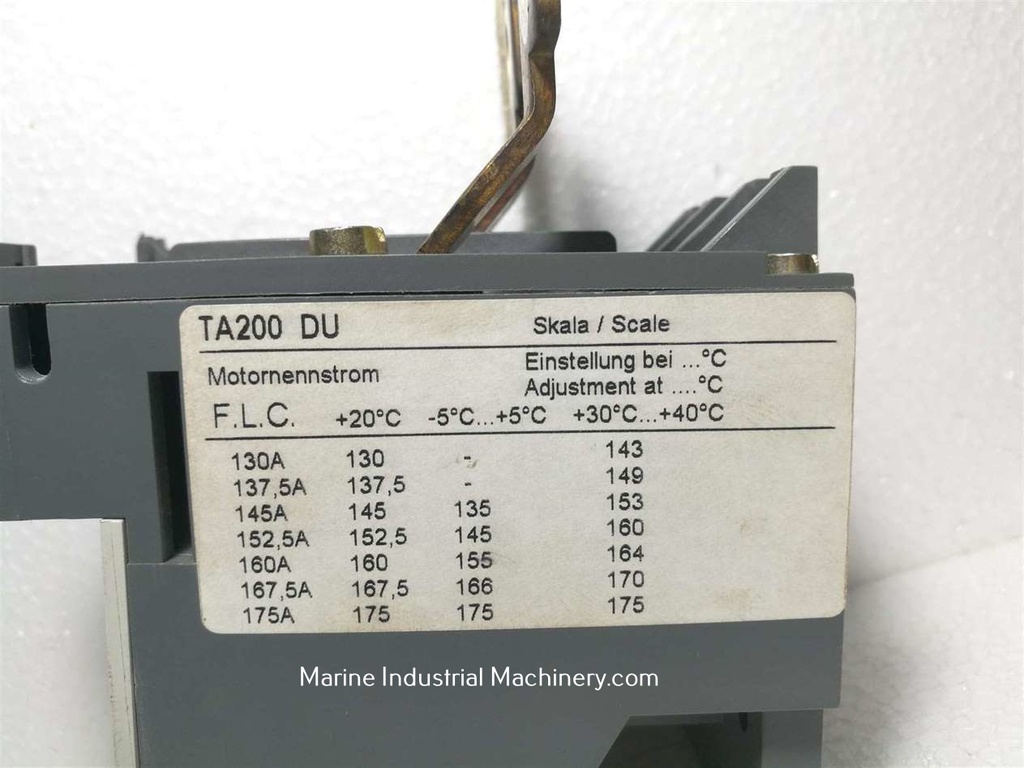 TA200 DU Skala / Scale
Motornennstrom Einstellung bei ...°C
Adjustment at ....°C
F.L.C. +20°C -5°C...+5°C +30°C...+40°C
130A 130 - 143
137,5A 137,5 - 149
145A 145 135 153
152,5A 152,5 145 160
160A 160 155 164
167,5A 167,5 166 170
175A 175 175 175
Marine Industrial Machinery.com